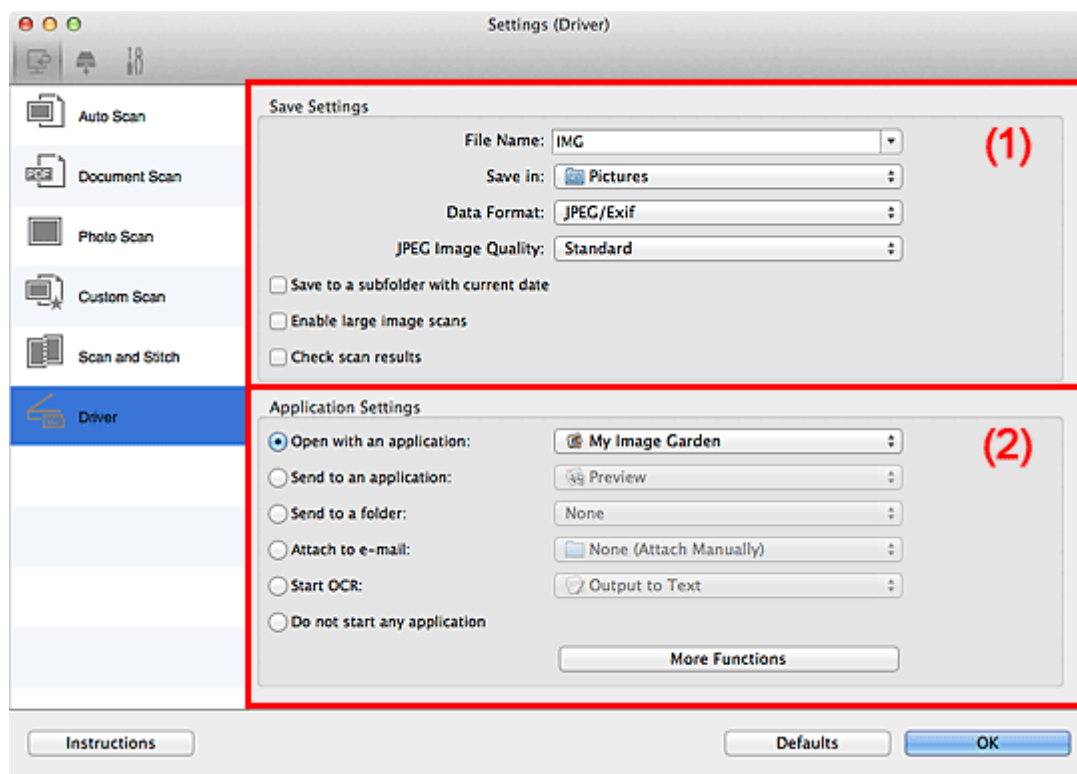 Settings (Driver)
Auto Scan
PDF
Document Scan
Photo Scan
Custom Scan
Scan and Stitch
Driver
Save Settings
(1)
File Name: IMG
Save in: Pictures
Data Format: JPEG/Exif
JPEG Image Quality: Standard
Save to a subfolder with current date
Enable large image scans
Check scan results
Application Settings
(2)
Open with an application: My Image Garden
Send to an application: Preview
Send to a folder: None
Attach to e-mail: None (Attach Manually)
Start OCR: Output to Text
Do not start any application
More Functions
Instructions
Defaults
OK